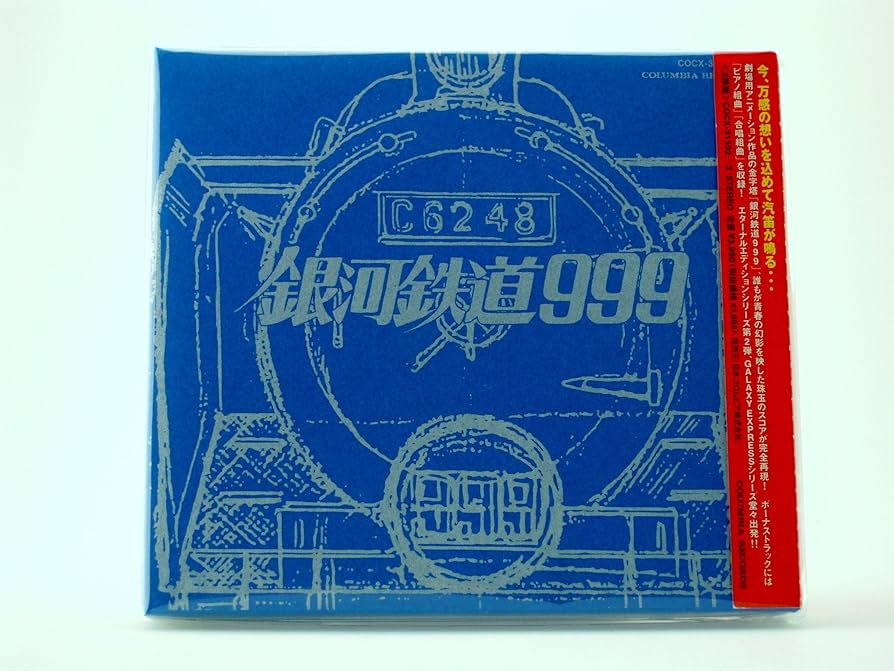 COCX-3
COLUMBIA RE
C6248
銀河鉄道999
999
今、万感の想いを込めて汽笛が鳴る・・・
劇場用アニメーション作品の金字塔「銀河鉄道999」、誰もが青春の幻影を映した珠玉のスコアが完全再現！ ボーナストラックには
「ピアノ組曲」「合唱組曲」を収録！ エターナルエディションシリーズ第2弾、GALAXY EXPRESSシリーズ堂々出発!!
STEREO
COLUMBIA RECORDS